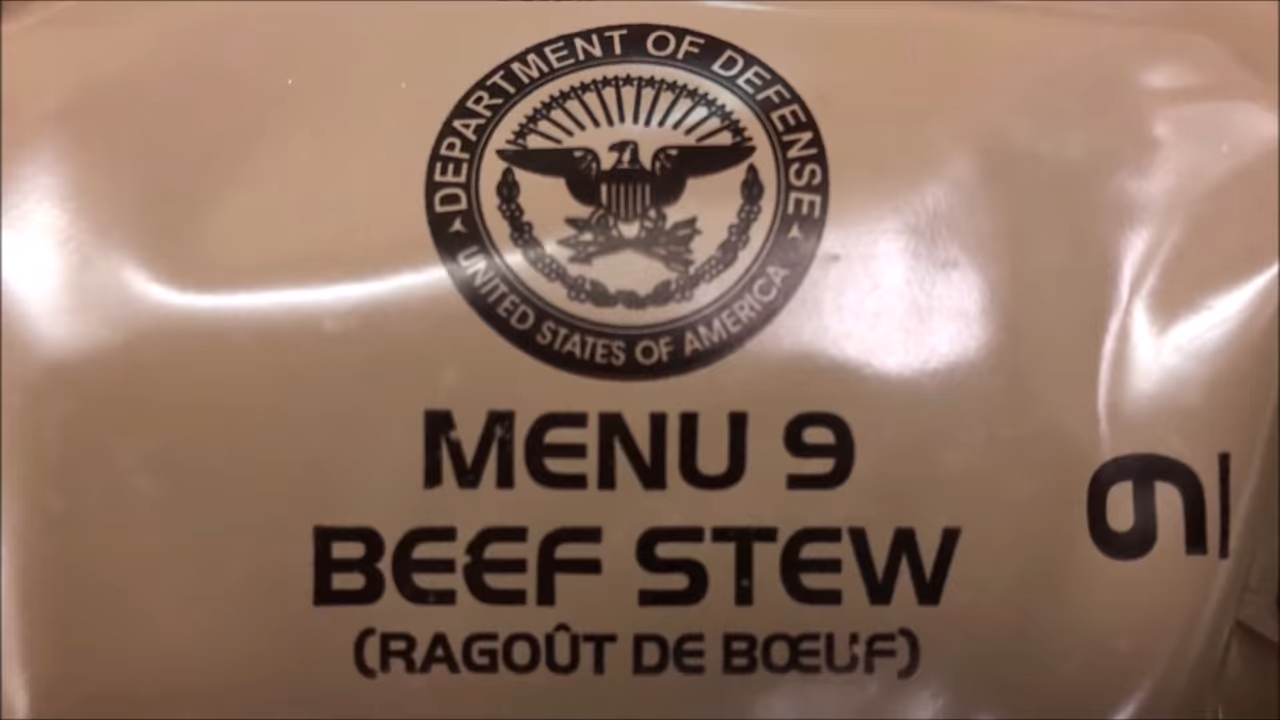 DEPARTMENT OF DEFENSE
UNITED STATES OF AMERICA
MENU 9
BEEF STEW
(RAGOÛT DE BŒUF)
9